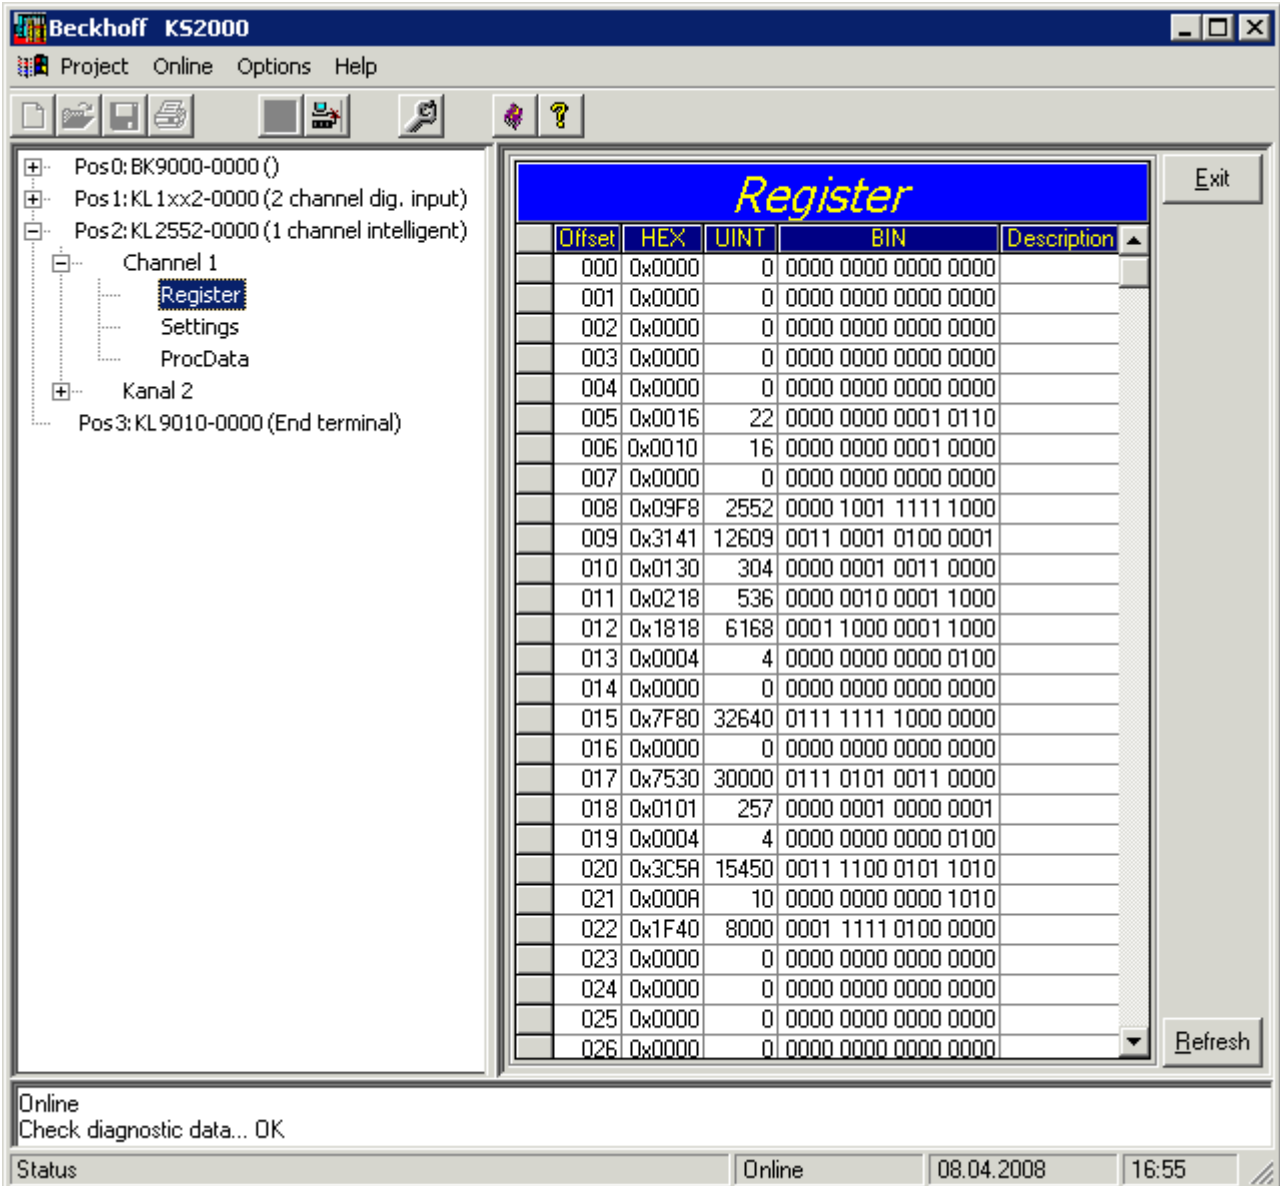 Beckhoff KS2000
Project Online Options Help
Pos0: BK9000-0000 ()
Pos1: KL1xx2-0000 (2 channel dig. input)
Pos2: KL2552-0000 (1 channel intelligent)
Channel 1
Register
Settings
ProcData
Kanal 2
Pos3: KL9010-0000 (End terminal)
Register
Offset HEX UINT BIN Description
000 0x0000 0 0000 0000 0000 0000
001 0x0000 0 0000 0000 0000 0000
002 0x0000 0 0000 0000 0000 0000
003 0x0000 0 0000 0000 0000 0000
004 0x0000 0 0000 0000 0000 0000
005 0x0016 22 0000 0000 0001 0110
006 0x0010 16 0000 0000 0001 0000
007 0x0000 0 0000 0000 0000 0000
008 0x09F8 2552 0000 1001 1111 1000
009 0x3141 12609 0011 0001 0100 0001
010 0x0130 304 0000 0001 0011 0000
011 0x0218 536 0000 0010 0001 1000
012 0x1818 6168 0001 1000 0001 1000
013 0x0004 4 0000 0000 0000 0100
014 0x0000 0 0000 0000 0000 0000
015 0x7F80 32640 0111 1111 1000 0000
016 0x0000 0 0000 0000 0000 0000
017 0x7530 30000 0111 0101 0011 0000
018 0x0101 257 0000 0001 0000 0001
019 0x0004 4 0000 0000 0000 0100
020 0x3C5A 15450 0011 1100 0101 1010
021 0x000A 10 0000 0000 0000 1010
022 0x1F40 8000 0001 1111 0100 0000
023 0x0000 0 0000 0000 0000 0000
024 0x0000 0 0000 0000 0000 0000
025 0x0000 0 0000 0000 0000 0000
026 0x0000 0 0000 0000 0000 0000
Exit
Refresh
Online
Check diagnostic data... OK
Status Online 08.04.2008 16:55